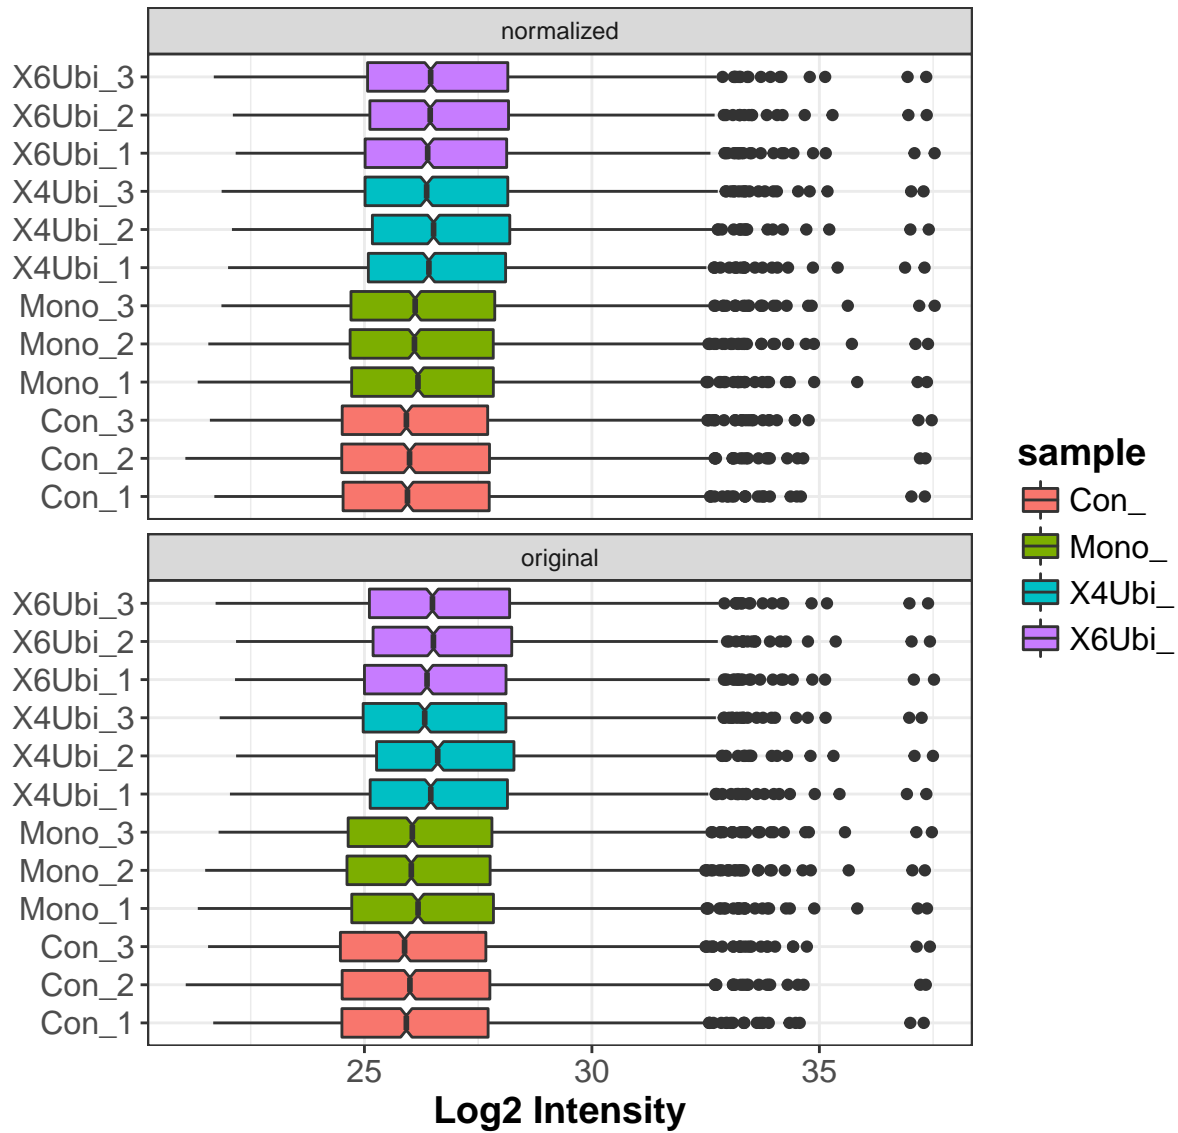 normalized
X6Ubi_3
X6Ubi_2
X6Ubi_1
X4Ubi_3
X4Ubi_2
X4Ubi_1
Mono_3
Mono_2
Mono_1
Con_3
Con_2
Con_1
original
X6Ubi_3
X6Ubi_2
X6Ubi_1
X4Ubi_3
X4Ubi_2
X4Ubi_1
Mono_3
Mono_2
Mono_1
Con_3
Con_2
Con_1
25 30 35
Log2 Intensity
sample
Con_
Mono_
X4Ubi_
X6Ubi_